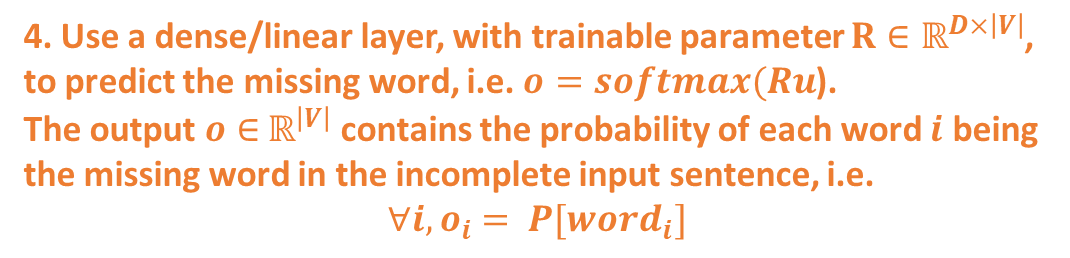 4. Use a dense/linear layer, with trainable parameter R ∈ ℝ^{D×|V|},
to predict the missing word, i.e. o = softmax(Ru).
The output o ∈ ℝ^{|V|} contains the probability of each word i being
the missing word in the incomplete input sentence, i.e.
∀i, o_i = P[word_i]